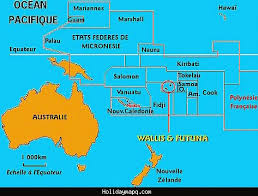 OCEAN
PACIFIQUE
Hawaï
Mariannes
Marshall
Guam
ETATS FEDERES DE
MICRONESIE
Palau
Equateur
Nauru
Kiribati
Tokelau
Salomon
Samoa
Am.
Cook
Vanuatu
Polynésie
Française
Nouv.Calédonie
Fidji
AUSTRALIE
WALLIS & FUTUNA
1 000km
Echelle à l'Equateur
Nouvelle
Zélande
HolidayMapQ.com